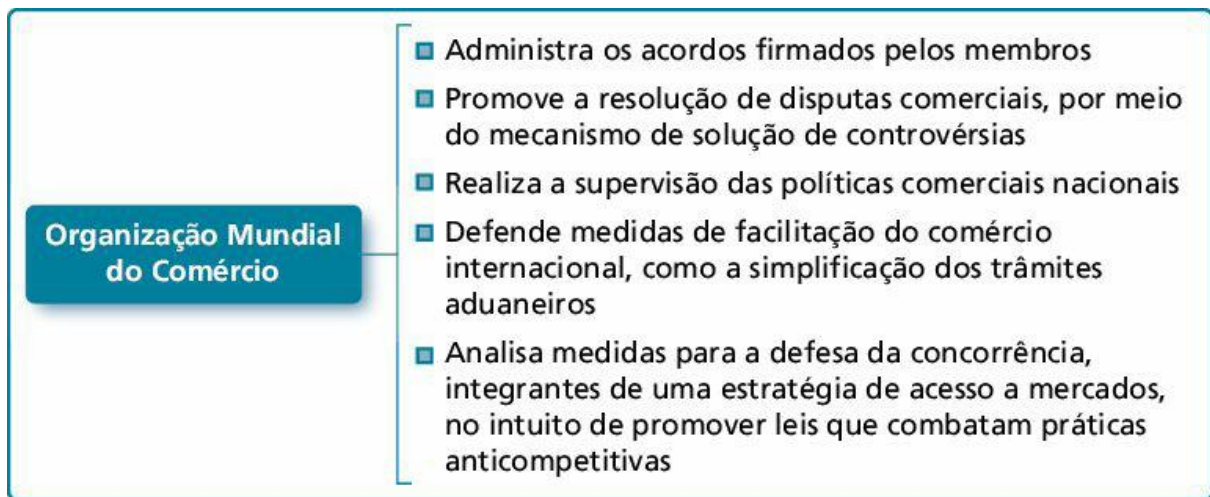 Organização Mundial
do Comércio
Administra os acordos firmados pelos membros
Promove a resolução de disputas comerciais, por meio
do mecanismo de solução de controvérsias
Realiza a supervisão das políticas comerciais nacionais
Defende medidas de facilitação do comércio
internacional, como a simplificação dos trâmites
aduaneiros
Analisa medidas para a defesa da concorrência,
integrantes de uma estratégia de acesso a mercados,
no intuito de promover leis que combatam práticas
anticompetitivas